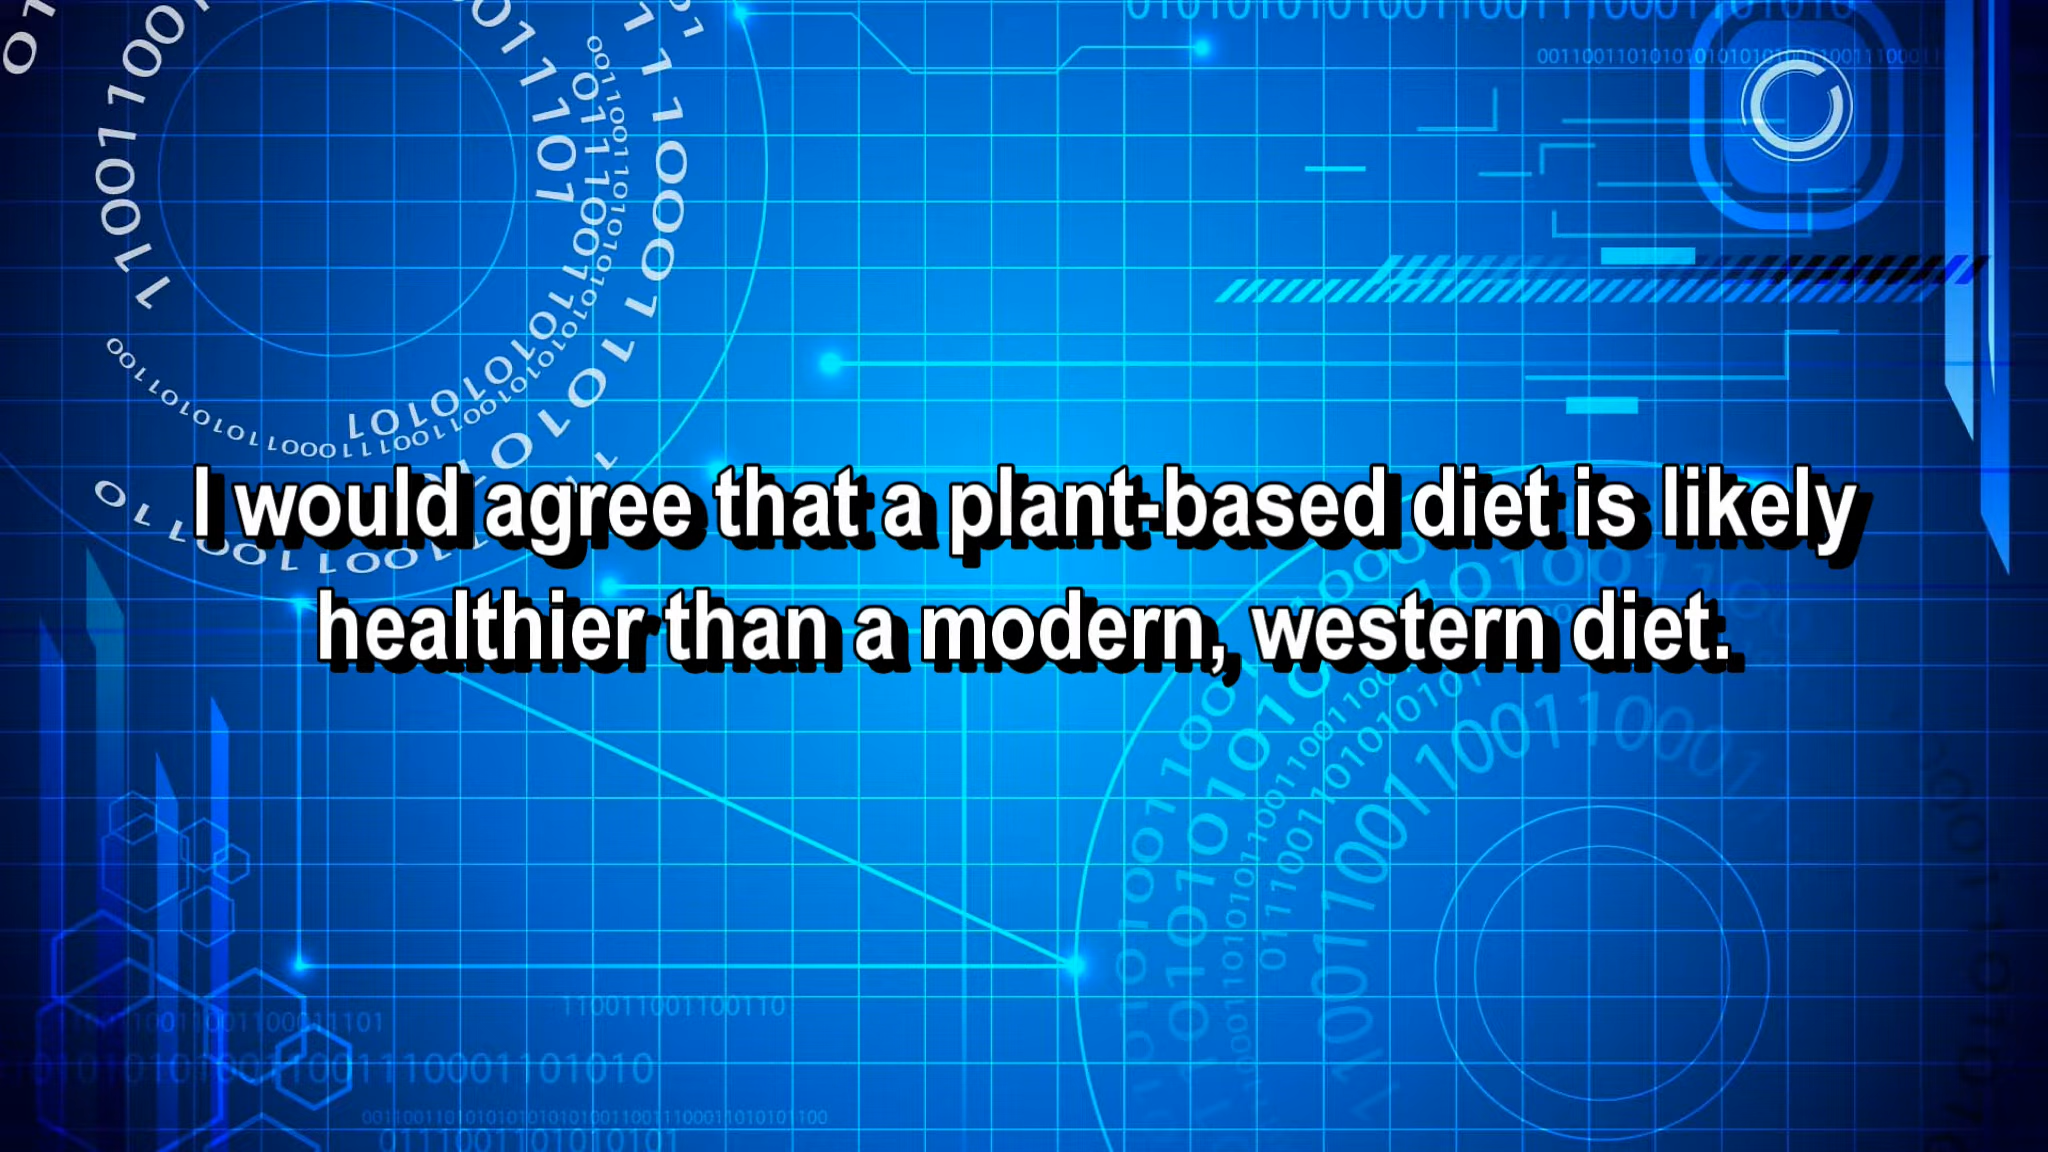 I would agree that a plant-based diet is likely
healthier than a modern, western diet.